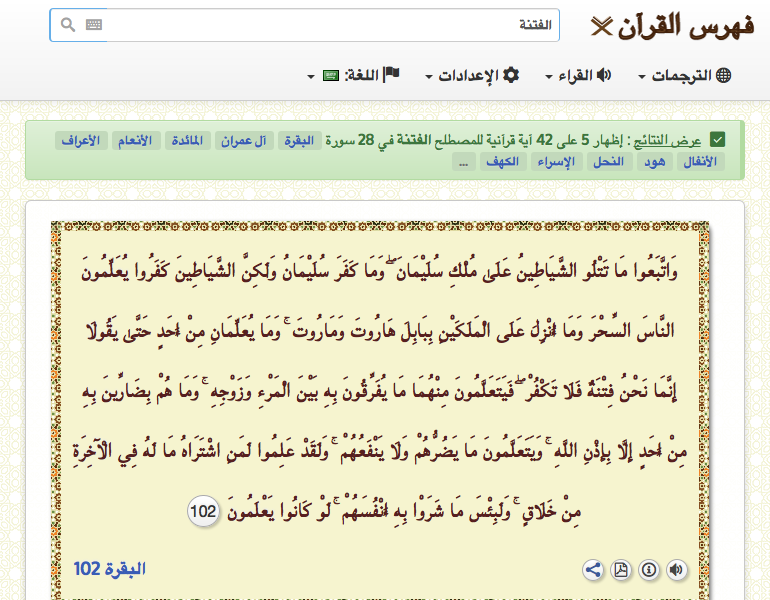 فهرس القرآن
الفتنة
الترجمات القراء الإعدادات اللغة:
عرض النتائج : إظهار 5 على 42 آية قرآنية للمصطلح الفتنة في 28 سورة البقرة آل عمران المائدة الأنعام الأعراف
الأنفال هود النحل الإسراء الكهف ...
وَاتَّبَعُوا مَا تَتْلُو الشَّيَاطِينُ عَلَىٰ مُلْكِ سُلَيْمَانَ ۖ وَمَا كَفَرَ سُلَيْمَانُ وَلَٰكِنَّ الشَّيَاطِينَ كَفَرُوا يُعَلِّمُونَ
النَّاسَ السِّحْرَ وَمَا أُنْزِلَ عَلَى الْمَلَكَيْنِ بِبَابِلَ هَارُوتَ وَمَارُوتَ ۚ وَمَا يُعَلِّمَانِ مِنْ أَحَدٍ حَتَّىٰ يَقُولَا
إِنَّمَا نَحْنُ فِتْنَةٌ فَلَا تَكْفُرْ ۖ فَيَتَعَلَّمُونَ مِنْهُمَا مَا يُفَرِّقُونَ بِهِ بَيْنَ الْمَرْءِ وَزَوْجِهِ ۚ وَمَا هُمْ بِضَارِّينَ بِهِ
مِنْ أَحَدٍ إِلَّا بِإِذْنِ اللَّهِ ۚ وَيَتَعَلَّمُونَ مَا يَضُرُّهُمْ وَلَا يَنْفَعُهُمْ ۚ وَلَقَدْ عَلِمُوا لَمَنِ اشْتَرَاهُ مَا لَهُ فِي الْآخِرَةِ
مِنْ خَلَاقٍ ۚ وَلَبِئْسَ مَا شَرَوْا بِهِ أَنْفُسَهُمْ ۚ لَوْ كَانُوا يَعْلَمُونَ 102
البقرة 102